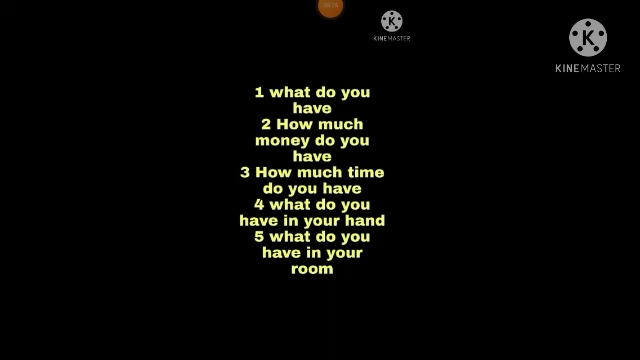 KINEMASTER
KINEMASTER
1 what do you
have
2 How much
money do you
have
3 How much time
do you have
4 what do you
have in your hand
5 what do you
have in your
room